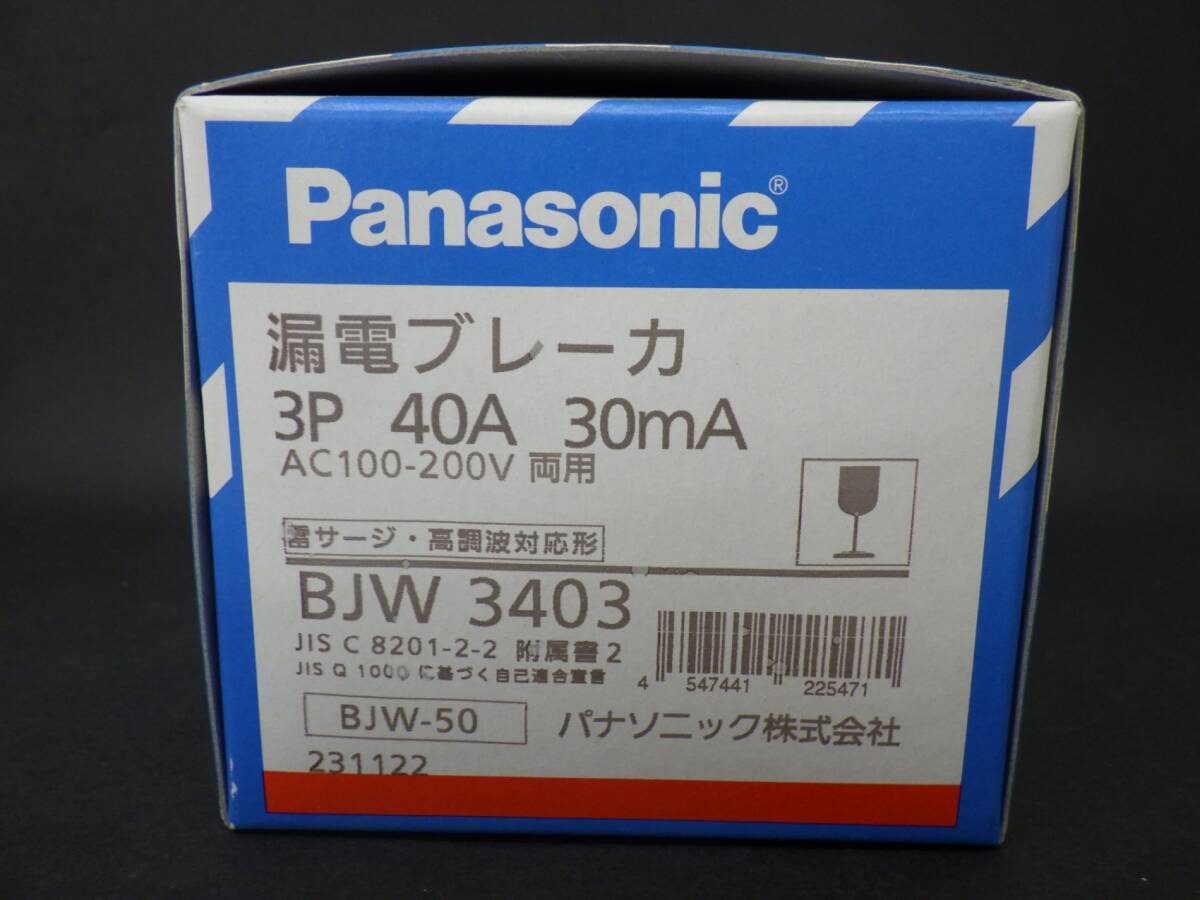 Panasonic®
漏電ブレーカ
3P 40A 30mA
AC100-200V 両用
雷サージ・高調波対応形
BJW 3403
JIS C 8201-2-2 附属書2
JIS Q 1000 に基づく自己適合宣言
4 547441 225471
BJW-50 パナソニック株式会社
231122